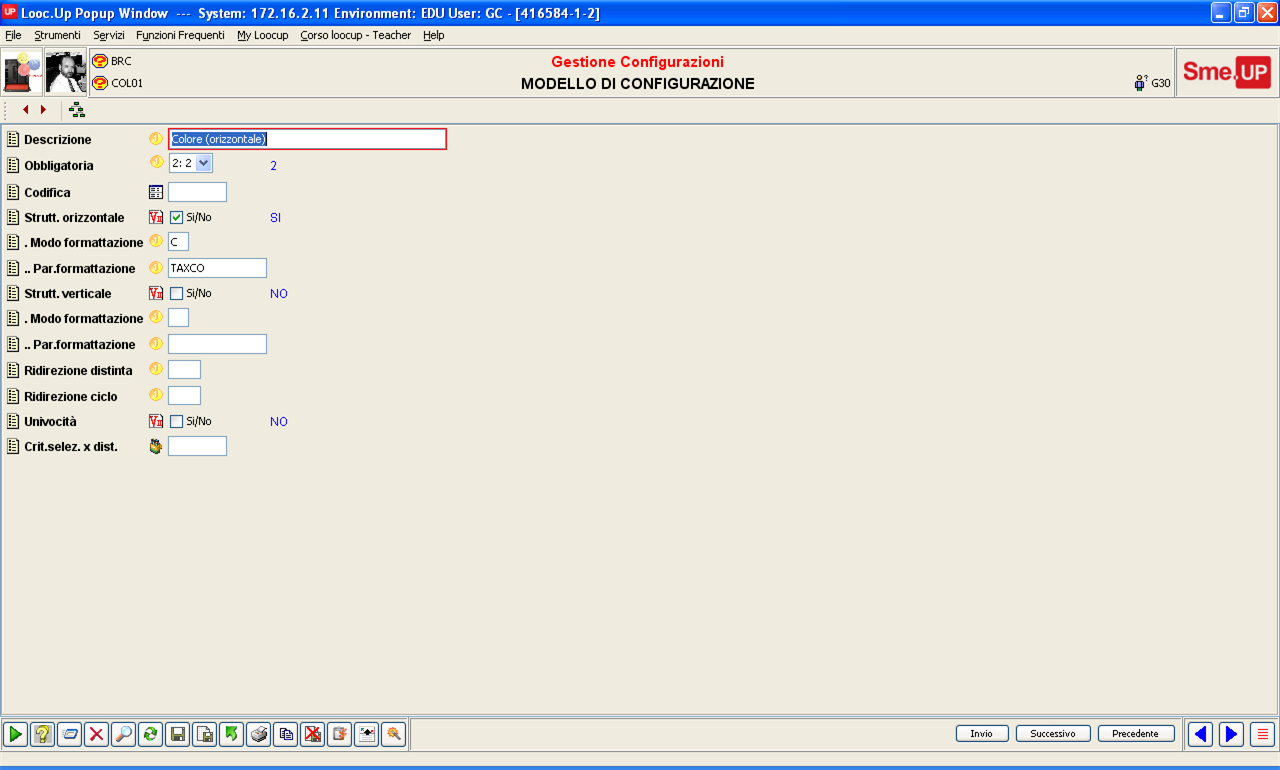 UP Looc.Up Popup Window --- System: 172.16.2.11 Environment: EDU User: GC - [416584-1-2]
File Strumenti Servizi Funzioni Frequenti My Loocup Corso loocup - Teacher Help
BRC
Gestione Configurazioni
COL01
MODELLO DI CONFIGURAZIONE
G30
Sme.UP
Descrizione Colore (orizzontale)
Obbligatoria 2: 2 2
Codifica
Strutt. orizzontale Si/No SI
. Modo formattazione C
.. Par.formattazione TAXCO
Strutt. verticale Si/No NO
. Modo formattazione
.. Par.formattazione
Ridirezione distinta
Ridirezione ciclo
Univocità Si/No NO
Crit.selez. x dist.
Invio Successivo Precedente